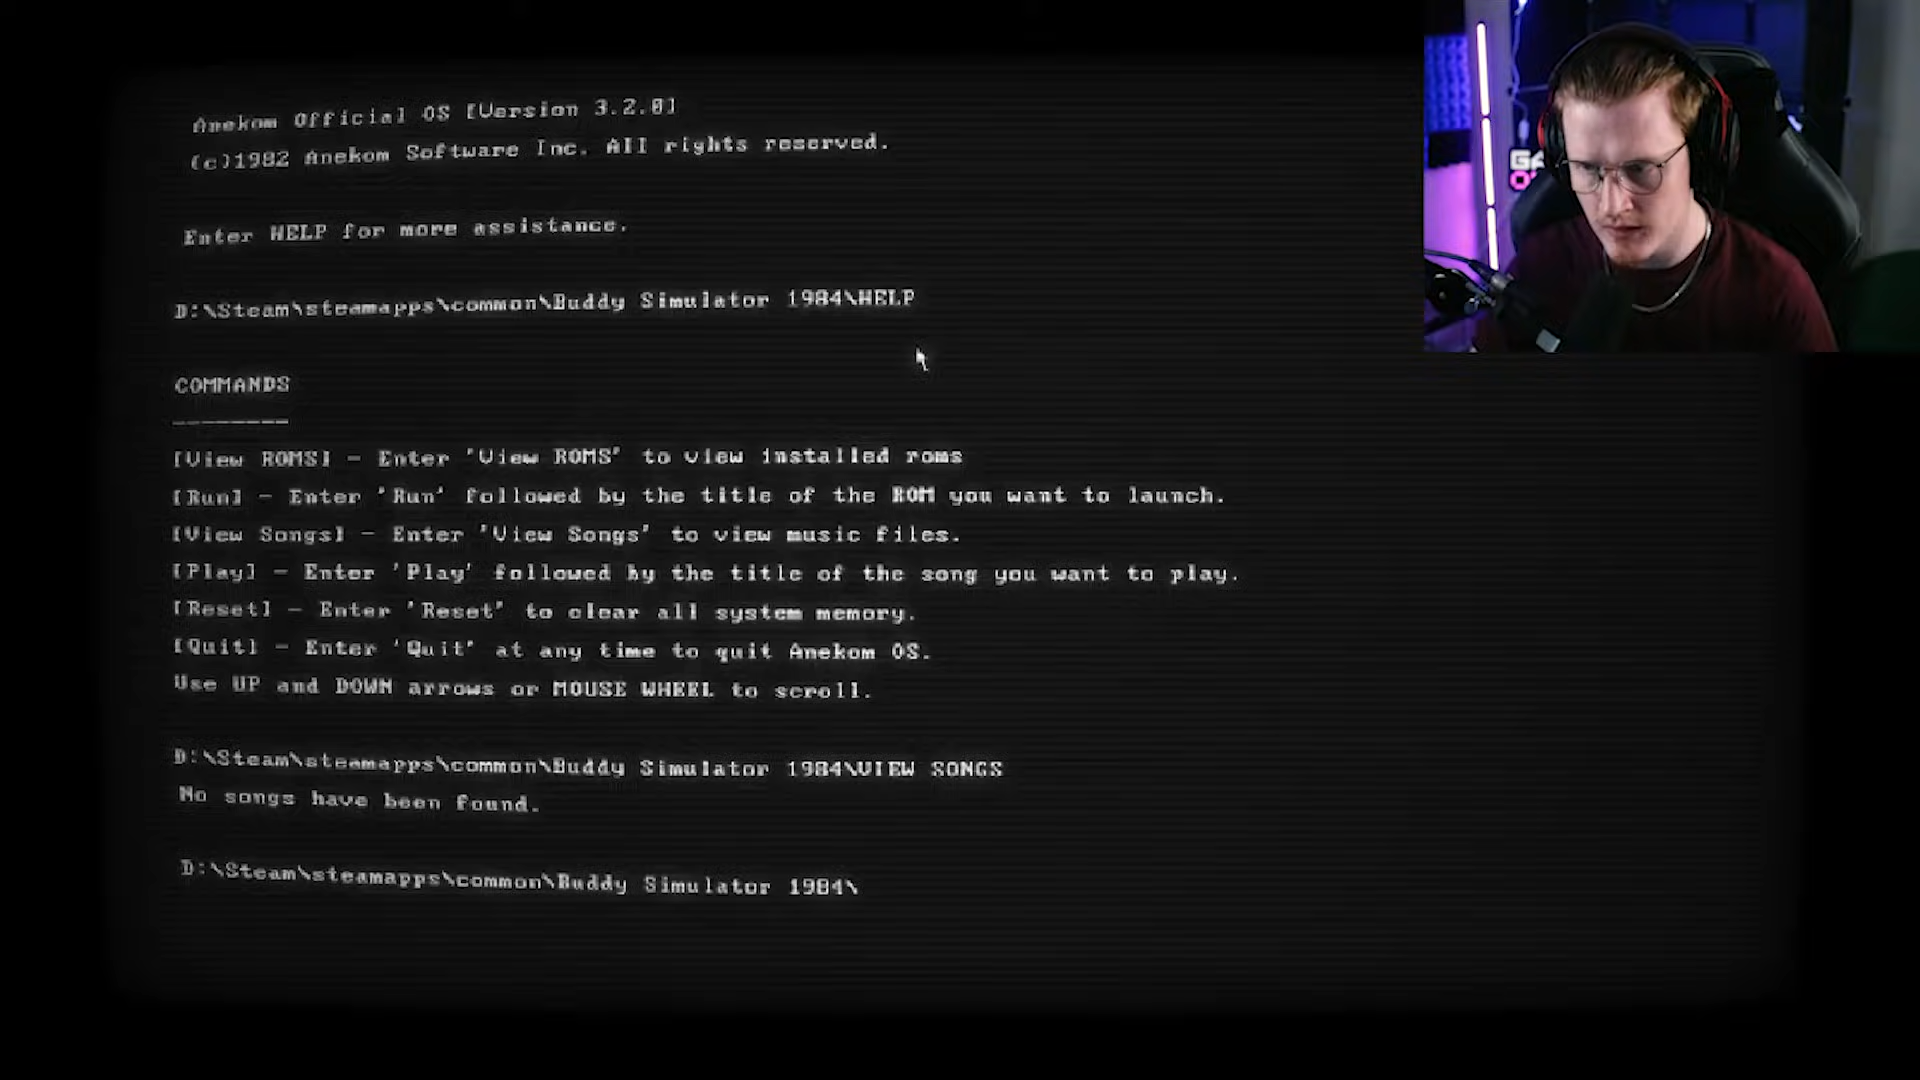 Anekom Official OS [Version 3.2.0]
(c)1982 Anekom Software Inc. All rights reserved.
Enter HELP for more assistance.
D:\Steam\steamapps\common\Buddy Simulator 1984\HELP
COMMANDS
--------
[View ROMS] - Enter 'View ROMS' to view installed roms
[Run] - Enter 'Run' followed by the title of the ROM you want to launch.
[View Songs] - Enter 'View Songs' to view music files.
[Play] - Enter 'Play' followed by the title of the song you want to play.
[Reset] - Enter 'Reset' to clear all system memory.
[Quit] - Enter 'Quit' at any time to quit Anekom OS.
Use UP and DOWN arrows or MOUSE WHEEL to scroll.
D:\Steam\steamapps\common\Buddy Simulator 1984\VIEW SONGS
No songs have been found.
D:\Steam\steamapps\common\Buddy Simulator 1984\